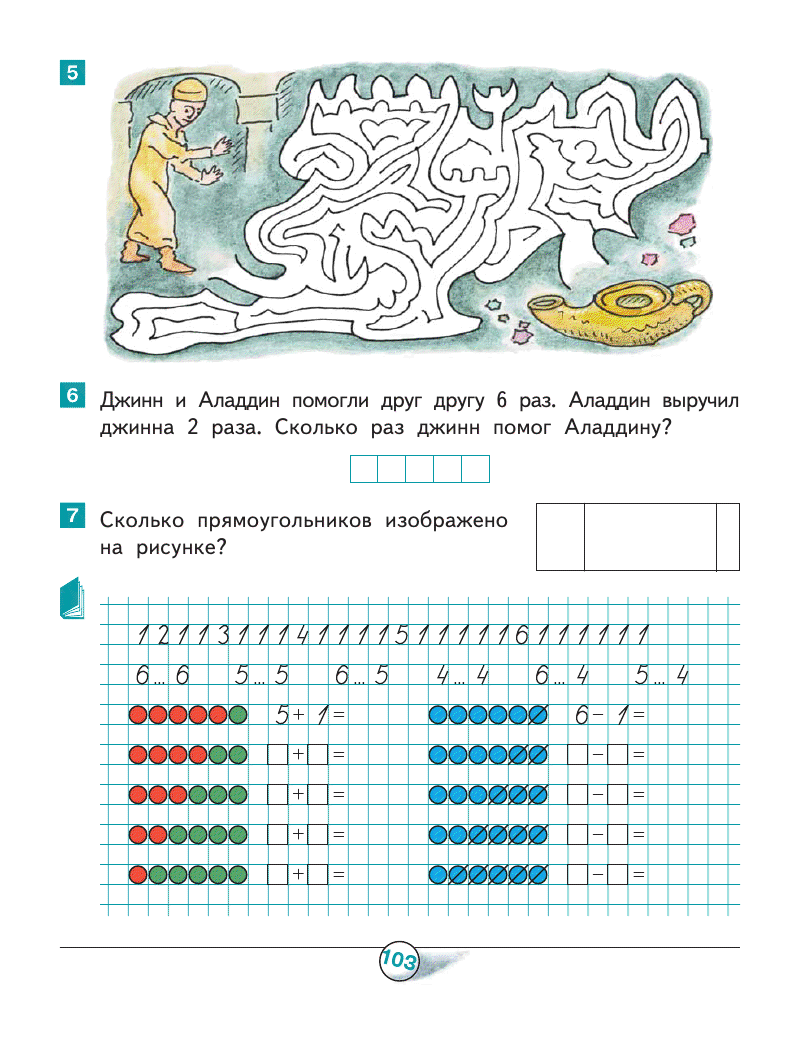 5
6
Джинн и Аладдин помогли друг другу 6 раз. Аладдин выручил
джинна 2 раза. Сколько раз джинн помог Аладдину?
7
Сколько прямоугольников изображено
на рисунке?
1 2 1 1 3 1 1 1 4 1 1 1 1 5 1 1 1 1 1 6 1 1 1 1 1 1
6 ... 6 5 ... 5 6 ... 5 4 ... 4 6 ... 4 5 ... 4
5 + 1 = 6 − 1 =
□ + □ = □ − □ =
□ + □ = □ − □ =
□ + □ = □ − □ =
□ + □ = □ − □ =
103